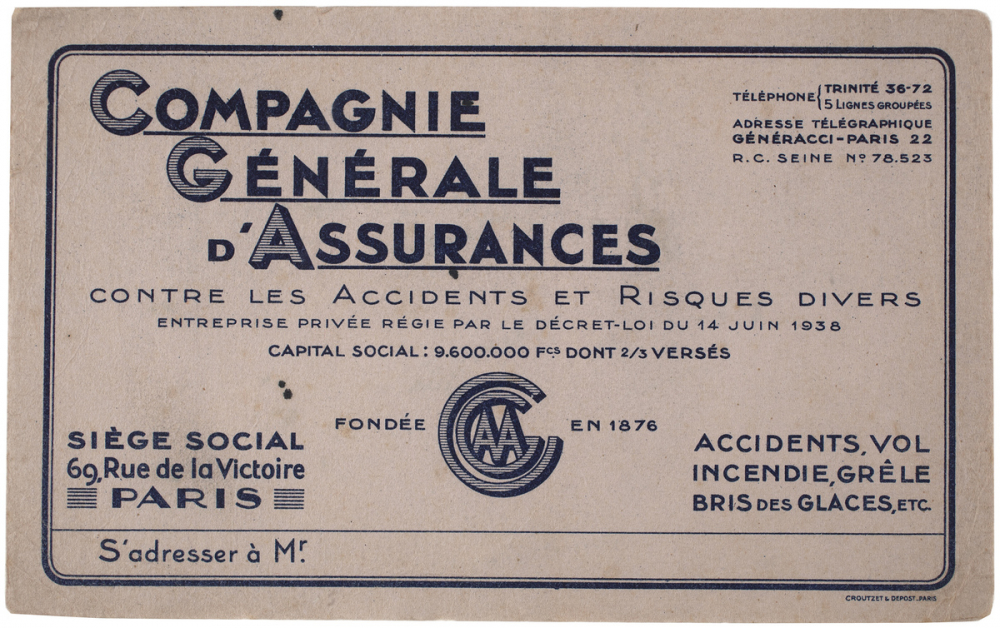 COMPAGNIE
GÉNÉRALE
D'ASSURANCES
TÉLÉPHONE { TRINITÉ 36-72
5 LIGNES GROUPÉES
ADRESSE TÉLÉGRAPHIQUE
GÉNÉRACCI-PARIS 22
R.C. SEINE Nº 78.523
CONTRE LES ACCIDENTS ET RISQUES DIVERS
ENTREPRISE PRIVÉE RÉGIE PAR LE DÉCRET-LOI DU 14 JUIN 1938
CAPITAL SOCIAL : 9.600.000 FCS DONT 2/3 VERSÉS
FONDÉE EN 1876
SIÈGE SOCIAL
69, Rue de la Victoire
PARIS
ACCIDENTS, VOL
INCENDIE, GRÊLE
BRIS DES GLACES, ETC.
S'adresser à Mr.
CROUTZET & DEPOST.PARIS